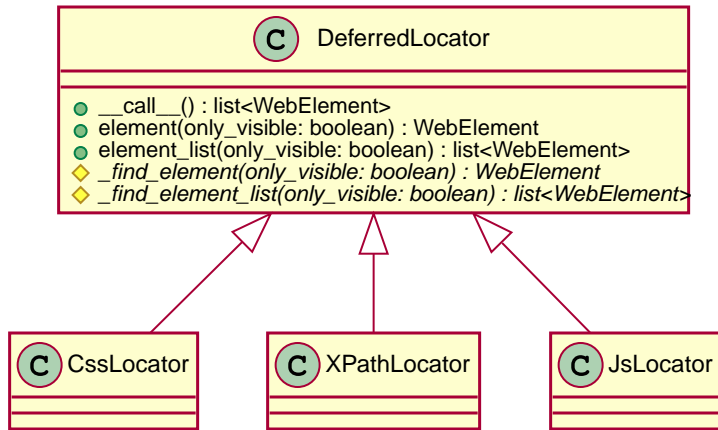 C DeferredLocator
__call__() : list<WebElement>
element(only_visible: boolean) : WebElement
element_list(only_visible: boolean) : list<WebElement>
_find_element(only_visible: boolean) : WebElement
_find_element_list(only_visible: boolean) : list<WebElement>
C CssLocator
C XPathLocator
C JsLocator